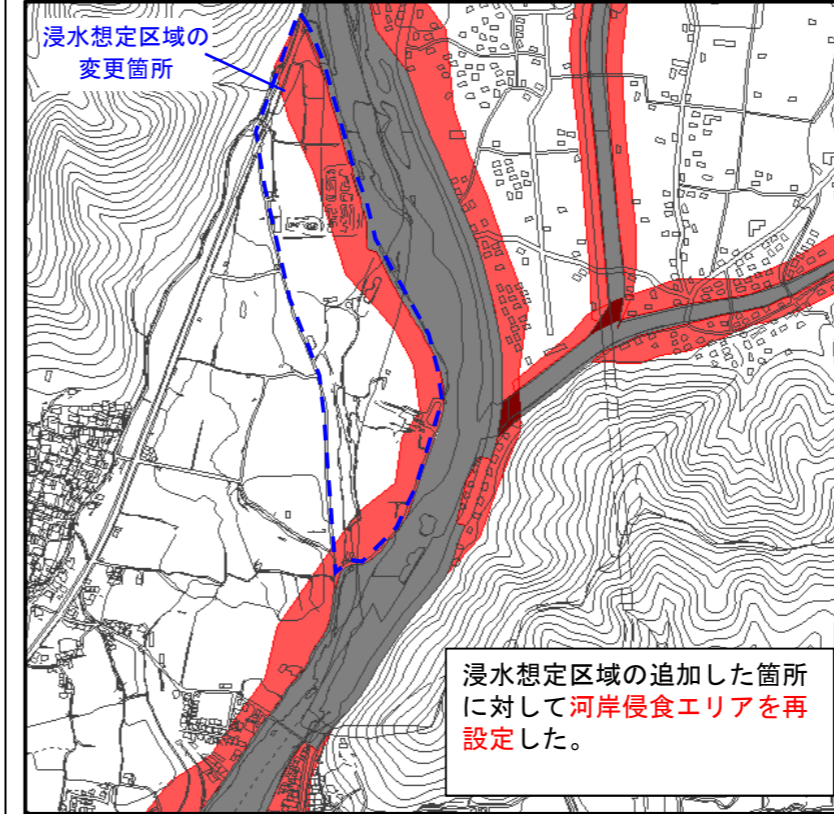 浸水想定区域の
変更箇所
浸水想定区域の追加した箇所
に対して河岸侵食エリアを再
設定した。